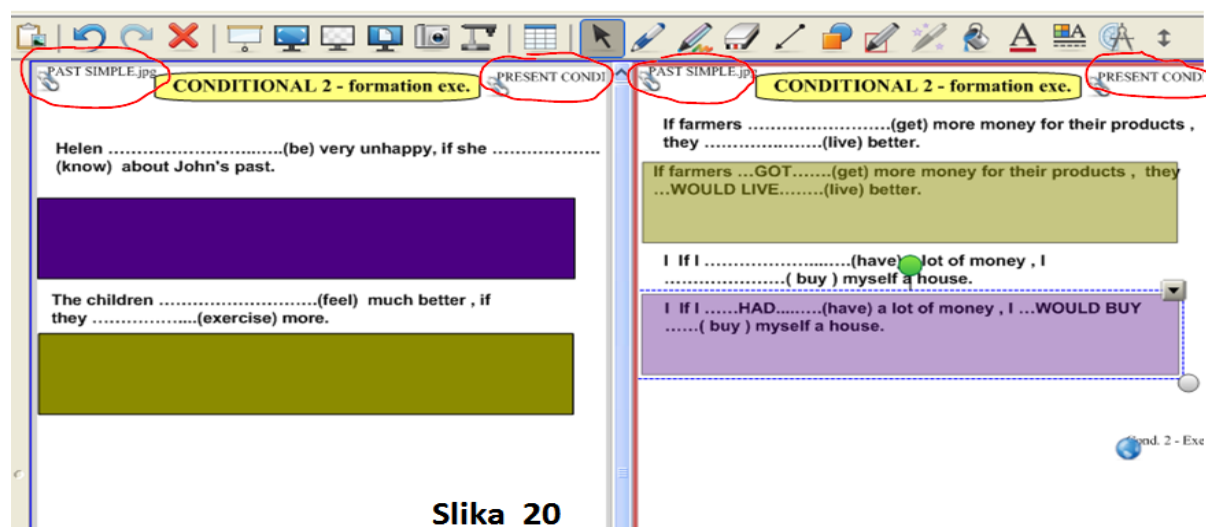 PAST SIMPLE.jpg
CONDITIONAL 2 - formation exe.
PRESENT CONDI
Helen ……………………..…..(be) very unhappy, if she ……………….
(know) about John's past.
The children ……………………….(feel) much better , if
they ……………....(exercise) more.
Slika 20
PAST SIMPLE.jpg
CONDITIONAL 2 - formation exe.
PRESENT COND
If farmers …………………….(get) more money for their products ,
they …………..…….(live) better.
If farmers …GOT…….(get) more money for their products , they
…WOULD LIVE……..(live) better.
I If I ………………....…..(have) a lot of money , I
………………….( buy ) myself a house.
I If I ……HAD....…..(have) a lot of money , I …WOULD BUY
……( buy ) myself a house.
Cond. 2 - Exe